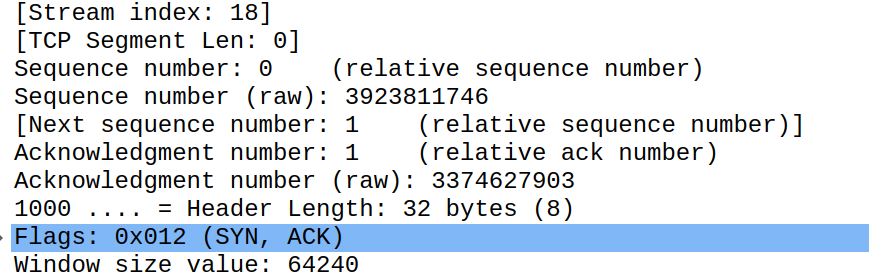 [Stream index: 18]
[TCP Segment Len: 0]
Sequence number: 0    (relative sequence number)
Sequence number (raw): 3923811746
[Next sequence number: 1    (relative sequence number)]
Acknowledgment number: 1    (relative ack number)
Acknowledgment number (raw): 3374627903
1000 .... = Header Length: 32 bytes (8)
Flags: 0x012 (SYN, ACK)
Window size value: 64240